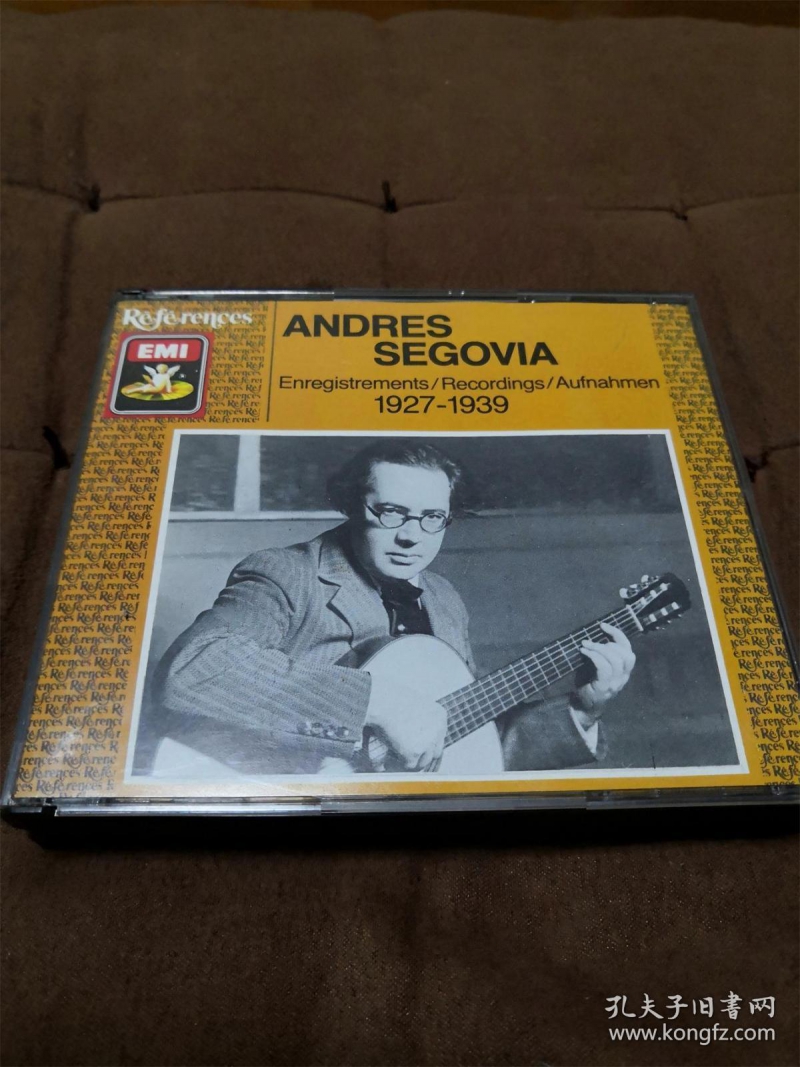 Références
EMI
ANDRES
SEGOVIA
Enregistrements/Recordings/Aufnahmen
1927-1939
孔夫子旧书网
www.kongfz.com